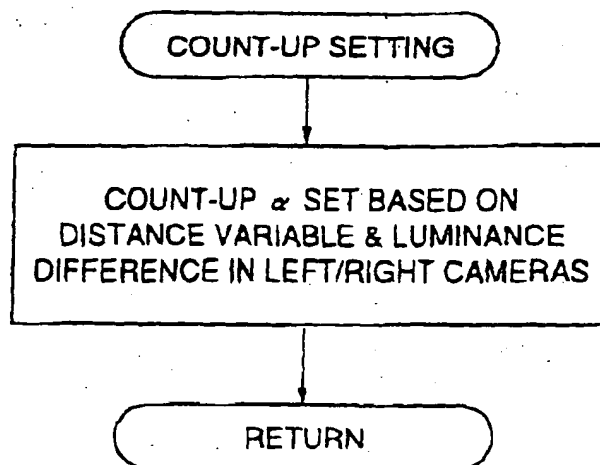 COUNT-UP SETTING
COUNT-UP α SET BASED ON
DISTANCE VARIABLE & LUMINANCE
DIFFERENCE IN LEFT/RIGHT CAMERAS
RETURN